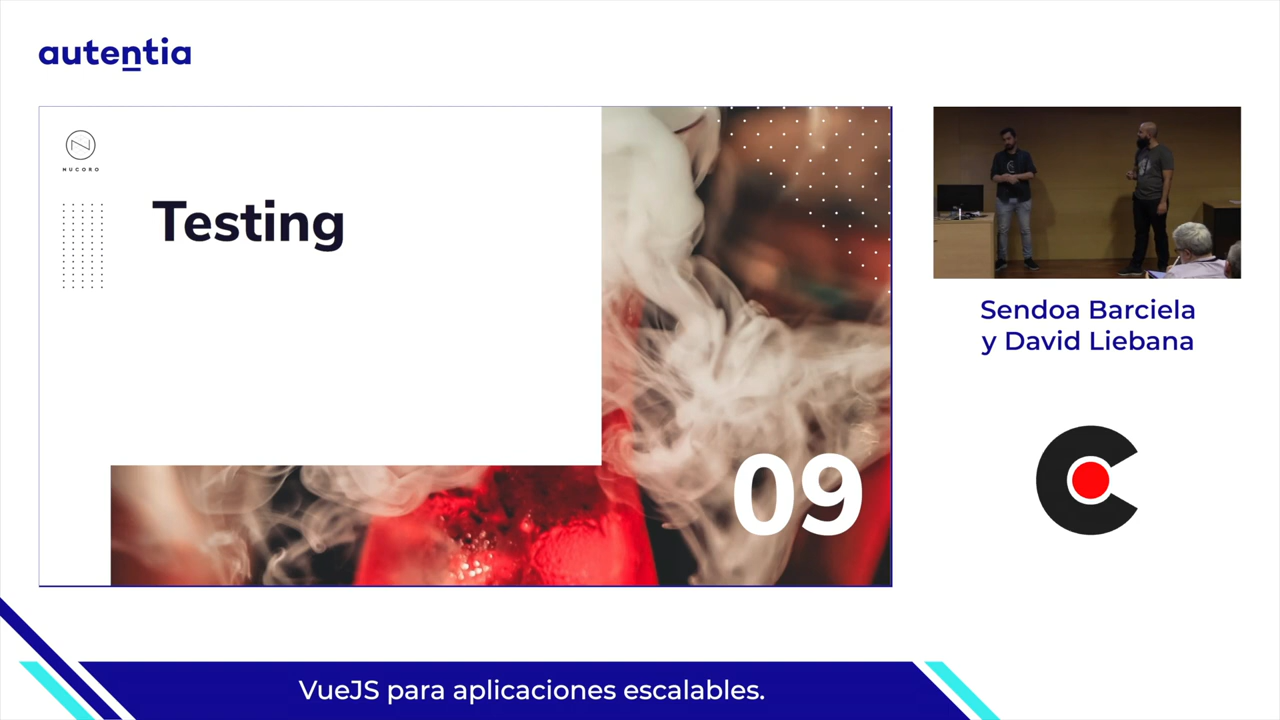 autentia
NUCORO
Testing
09
Sendoa Barciela
y David Liebana
VueJS para aplicaciones escalables.